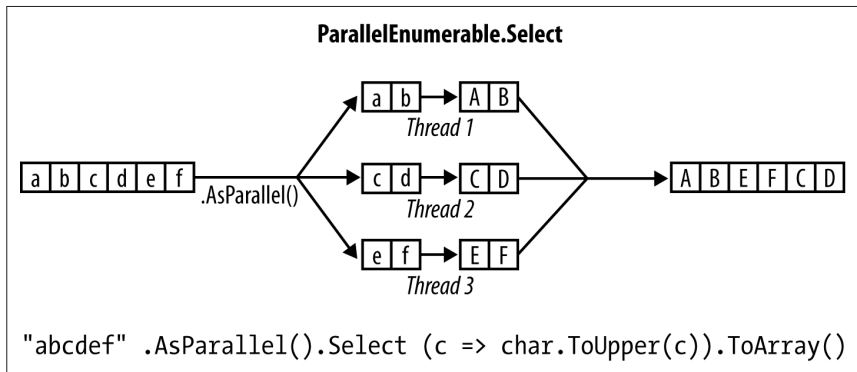 ParallelEnumerable.Select
a b A B
Thread 1
a b c d e f .AsParallel() c d C D A B E F C D
Thread 2
e f E F
Thread 3
"abcdef" .AsParallel().Select (c => char.ToUpper(c)).ToArray()